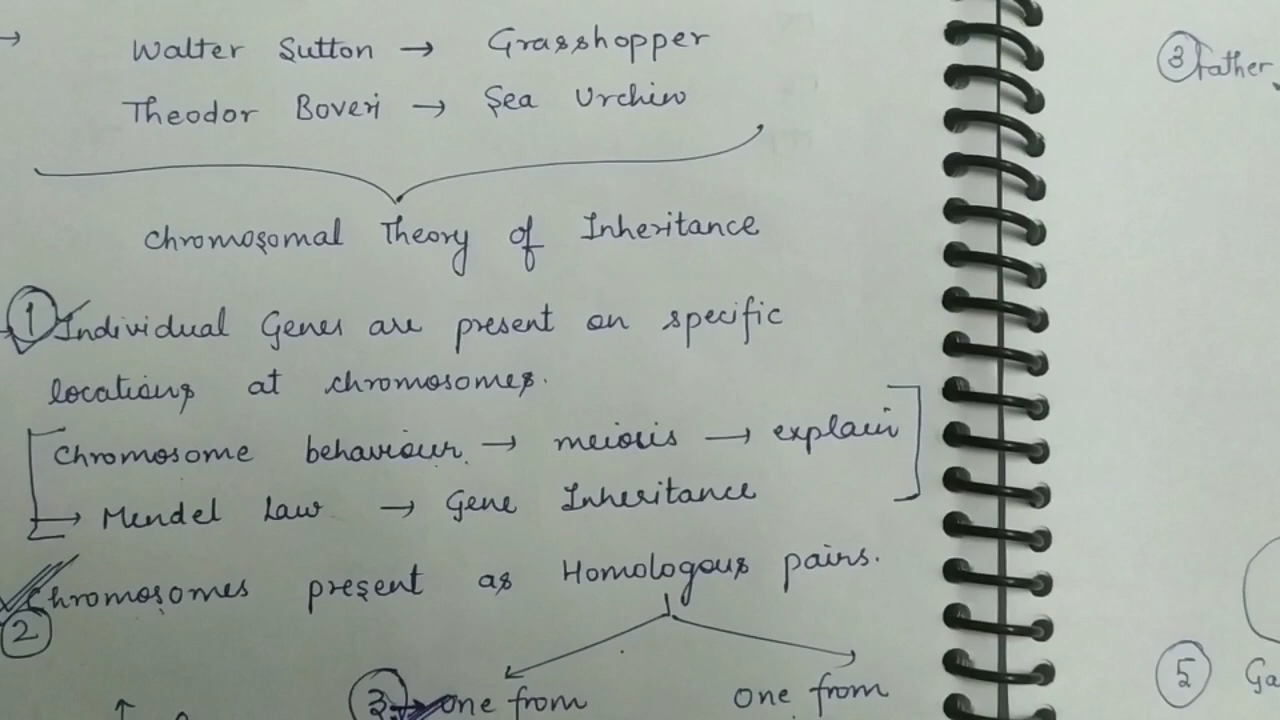 → Walter Sutton → Grasshopper
Theodor Boveri → Sea Urchin
Chromosomal Theory of Inheritance
① Individual Genes are present on specific
locations at chromosomes.
Chromosome behaviour → meiosis → explain
→ Mendel Law → Gene Inheritance
② Chromosomes present as Homologous pairs.
③ → one from one from
③ Father
⑤ Ga